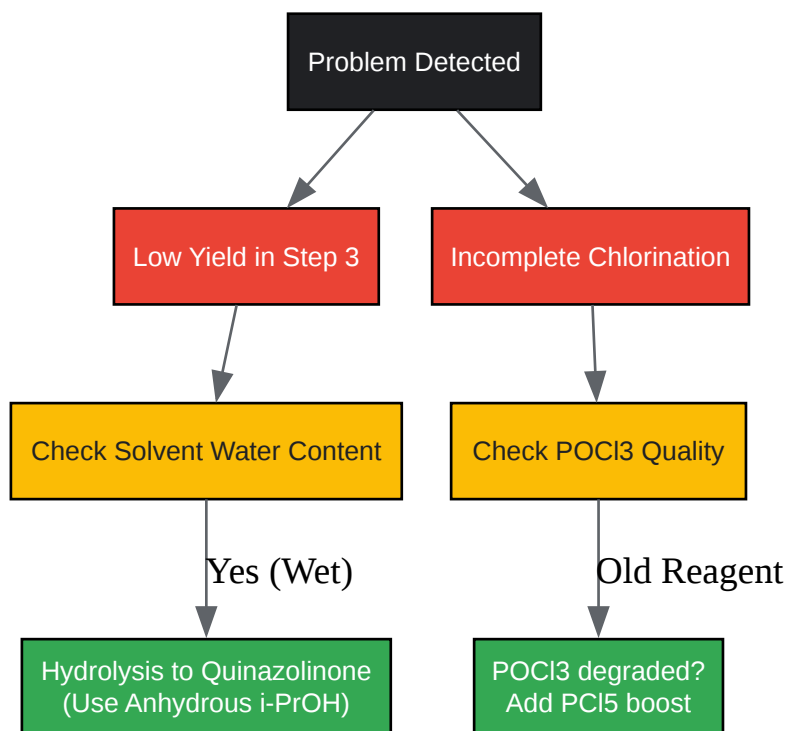 Problem Detected
Low Yield in Step 3
Incomplete Chlorination
Check Solvent Water Content
Check POCl3 Quality
Yes (Wet)
Old Reagent
Hydrolysis to Quinazolinone
(Use Anhydrous i-PrOH)
POCl3 degraded?
Add PCl5 boost